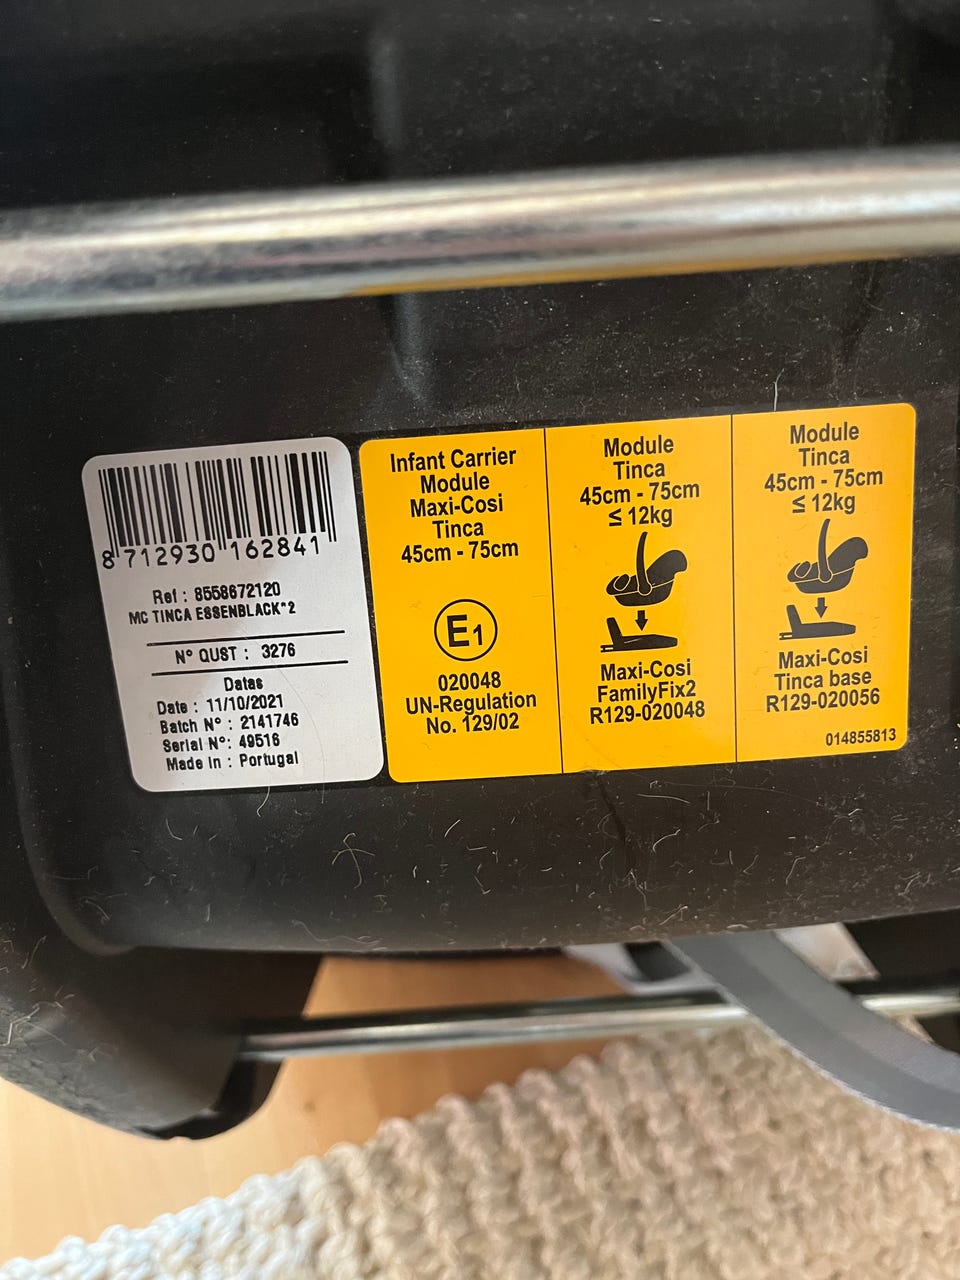 8 712930 162841
Ref : 8558672120
MC TINCA ESSENBLACK*2
N° QUST : 3276
Datas
Date : 11/10/2021
Batch N° : 2141746
Serial N°: 49516
Made In : Portugal
Infant Carrier
Module
Maxi-Cosi
Tinca
45cm - 75cm
E1
020048
UN-Regulation
No. 129/02
Module
Tinca
45cm - 75cm
≤ 12kg
Maxi-Cosi
FamilyFix2
R129-020048
Module
Tinca
45cm - 75cm
≤ 12kg
Maxi-Cosi
Tinca base
R129-020056
014855813